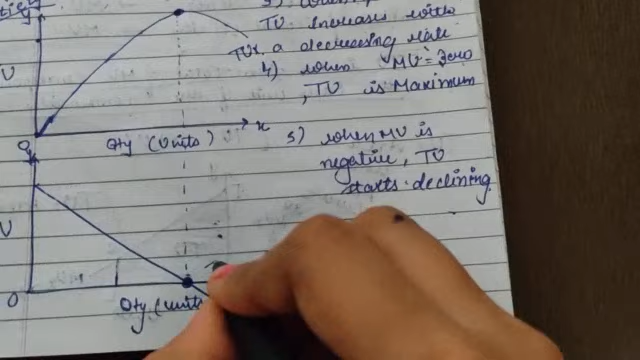 TU increases with
TUx a decreasing rate
4) when MU = Zero
, TU is Maximum
O
Qty (Units) x
5) when MU is
negative, TU
starts declining.
U
U
O
Qty (Units